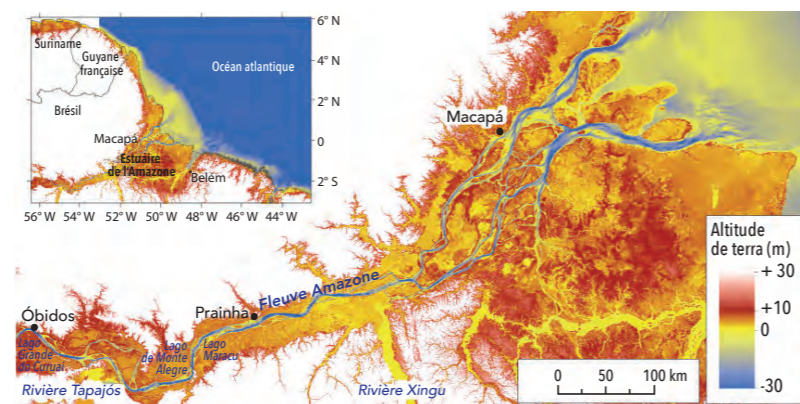 Suriname
Guyane
française
Océan atlantique
Brésil
Macapá
Estuaire
de l'Amazone
Belém
6° N
4° N
2° N
0
2° S
56° W
54° W
52° W
50° W
48° W
46° W
44° W
Macapá
Fleuve Amazone
Prainha
Óbidos
Lago
Grande
do Curuai
Lago
de Monte
Alegre
Lago
Maracu
Rivière Tapajós
Rivière Xingu
Altitude
de terra (m)
+ 30
+10
0
-30
0 50 100 km